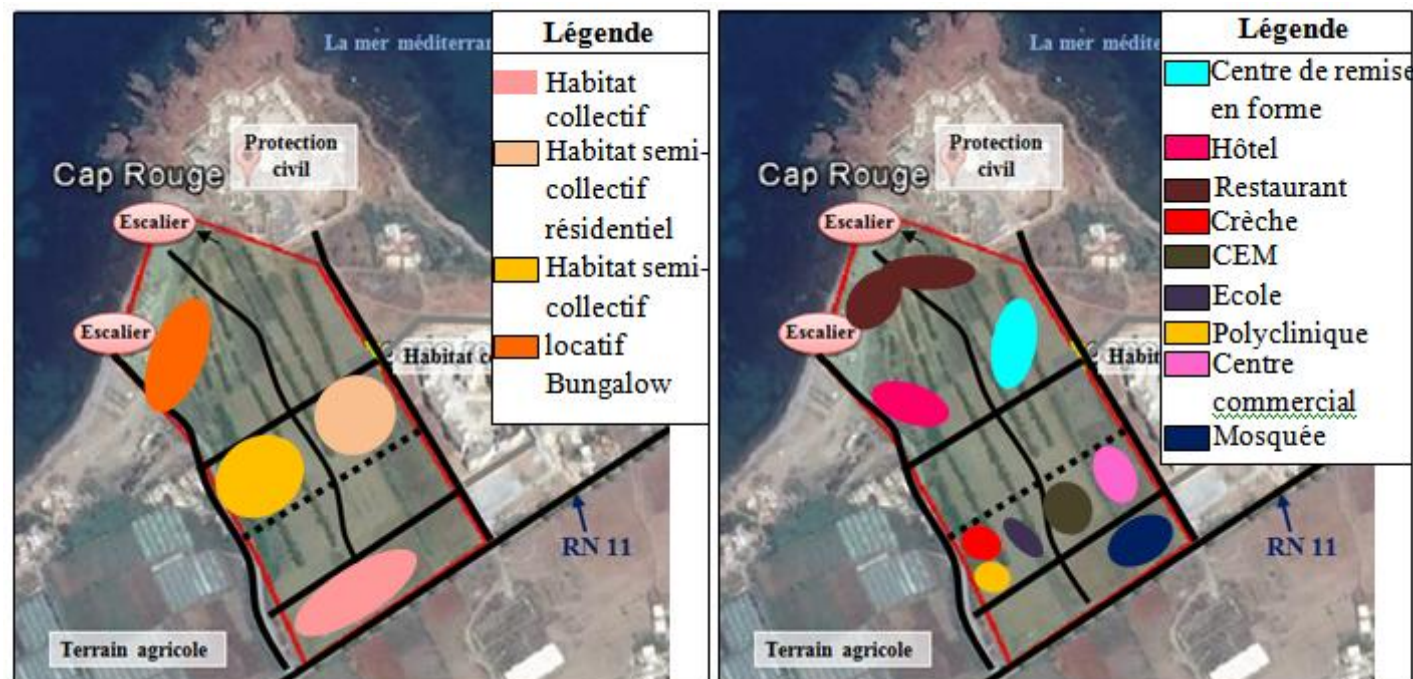 La mer méditerran
Protection
civil
Cap Rouge
Escalier
Escalier
Habitat c
RN 11
Terrain agricole
Légende
Habitat
collectif
Habitat semi-
collectif
résidentiel
Habitat semi-
collectif
locatif
Bungalow
La mer médite
Protection
civil
Cap Rouge
Escalier
Escalier
Habit
RN 11
Terrain agricole
Légende
Centre de remise
en forme
Hôtel
Restaurant
Crèche
CEM
Ecole
Polyclinique
Centre
commercial
Mosquée